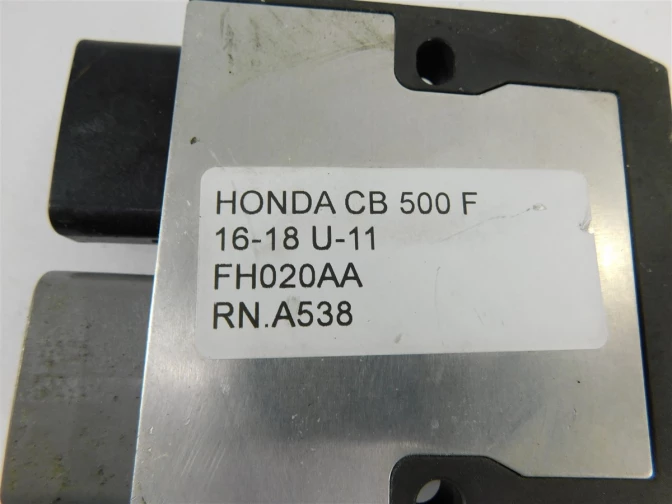 HONDA CB 500 F
16-18 U-11
FH020AA
RN.A538